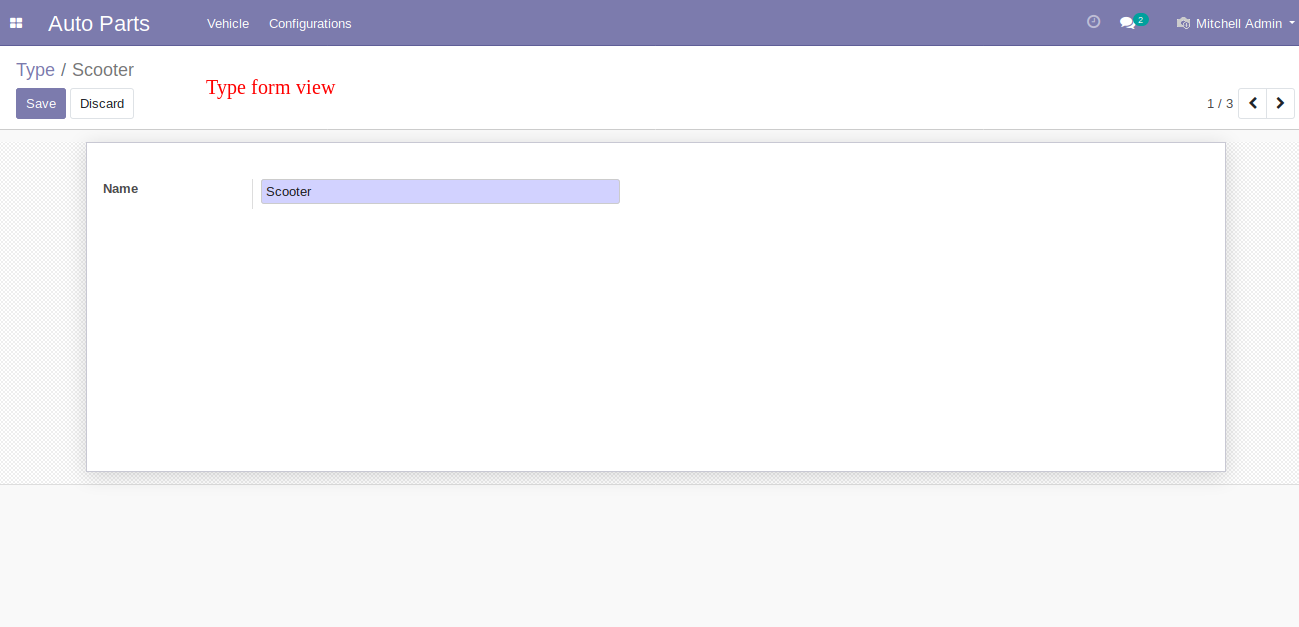 Auto Parts Vehicle Configurations 2 Mitchell Admin
Type / Scooter
Type form view
Save Discard 1 / 3
Name Scooter